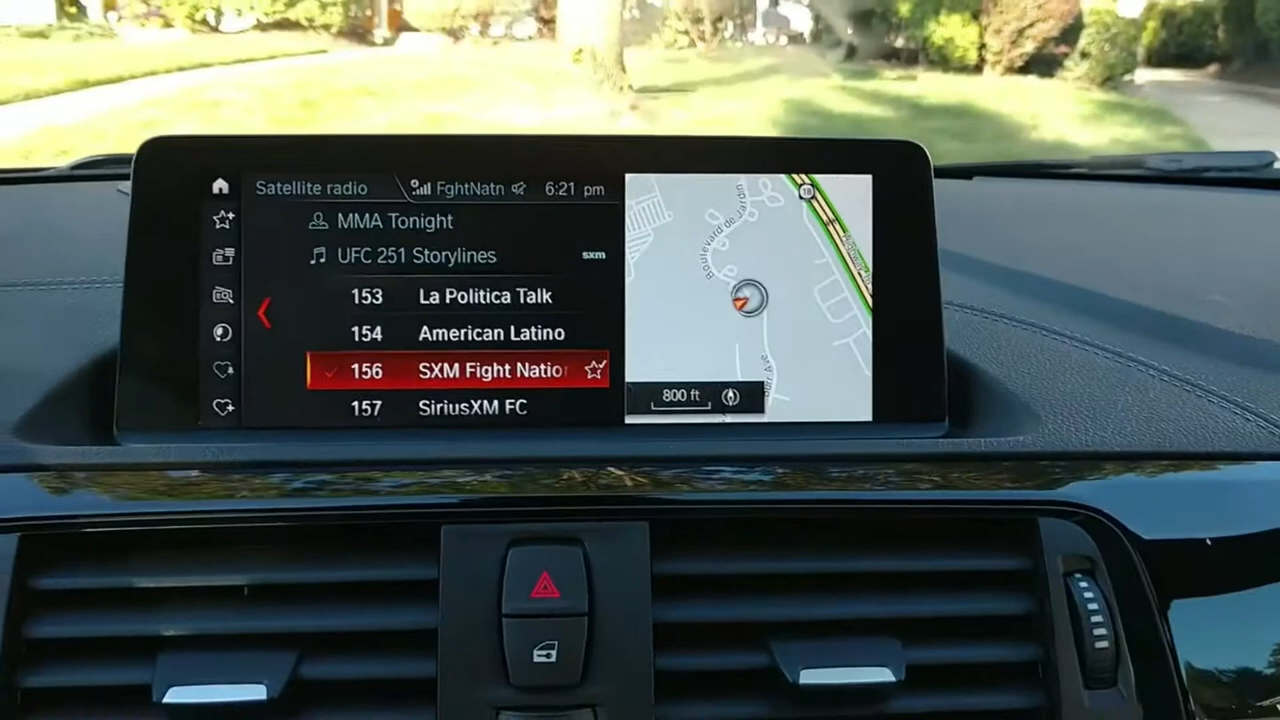 Satellite radio
FghtNatn
6:21 pm
MMA Tonight
UFC 251 Storylines
sxm
153 La Politica Talk
154 American Latino
156 SXM Fight Natio
157 SiriusXM FC
Boulevard de Jardin
18
800 ft